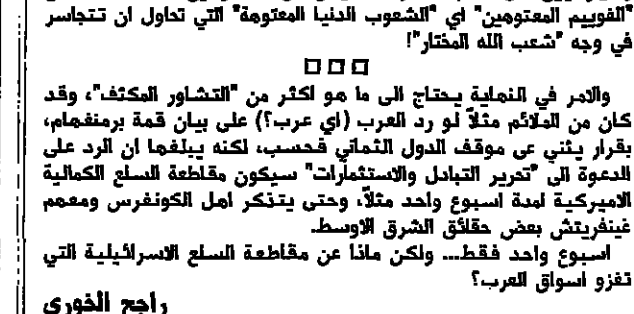 "الغوييم المعتوهين" اي "الشعوب الدنيا المعتوهة" التي تحاول ان تتجاسر
في وجه "شعب الله المختار"!
□ □ □
والامر في النهاية يحتاج الى ما هو اكثر من "التشاور المكثف"، وقد
كان من الملائم مثلاً لو رد العرب (اي عرب؟) على بيان قمة برمنغهام،
بقرار يثني على موقف الدول الثماني فحسب، لكنه يبلغها ان الرد على
الدعوة الى "تحرير التبادل والاستثمارات" سيكون مقاطعة السلع الكمالية
الاميركية لمدة اسبوع واحد مثلاً، وحتى يتذكر اهل الكونغرس ومعهم
غينغريتش بعض حقائق الشرق الاوسط.
اسبوع واحد فقط... ولكن ماذا عن مقاطعة السلع الاسرائيلية التي
تغزو اسواق العرب؟
راجح الخوري